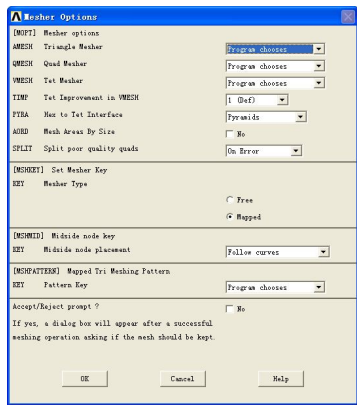 Mesher Options
[MOPT] Mesher options
AMESH Triangle Mesher Program chooses
QMESH Quad Mesher Program chooses
VMESH Tet Mesher Program chooses
TIMP Tet Improvement in VMESH 1 (Def)
PYRA Hex to Tet Interface Pyramids
AORD Mesh Areas By Size No
SPLIT Split poor quality quads On Error
[MSHKEY] Set Mesher Key
KEY Mesher Type
Free
Mapped
[MSHMID] Midside node key
KEY Midside node placement Follow curves
[MSHPATTERN] Mapped Tri Meshing Pattern
KEY Pattern Key Program chooses
Accept/Reject prompt ? No
If yes, a dialog box will appear after a successful
meshing operation asking if the mesh should be kept.
OK Cancel Help